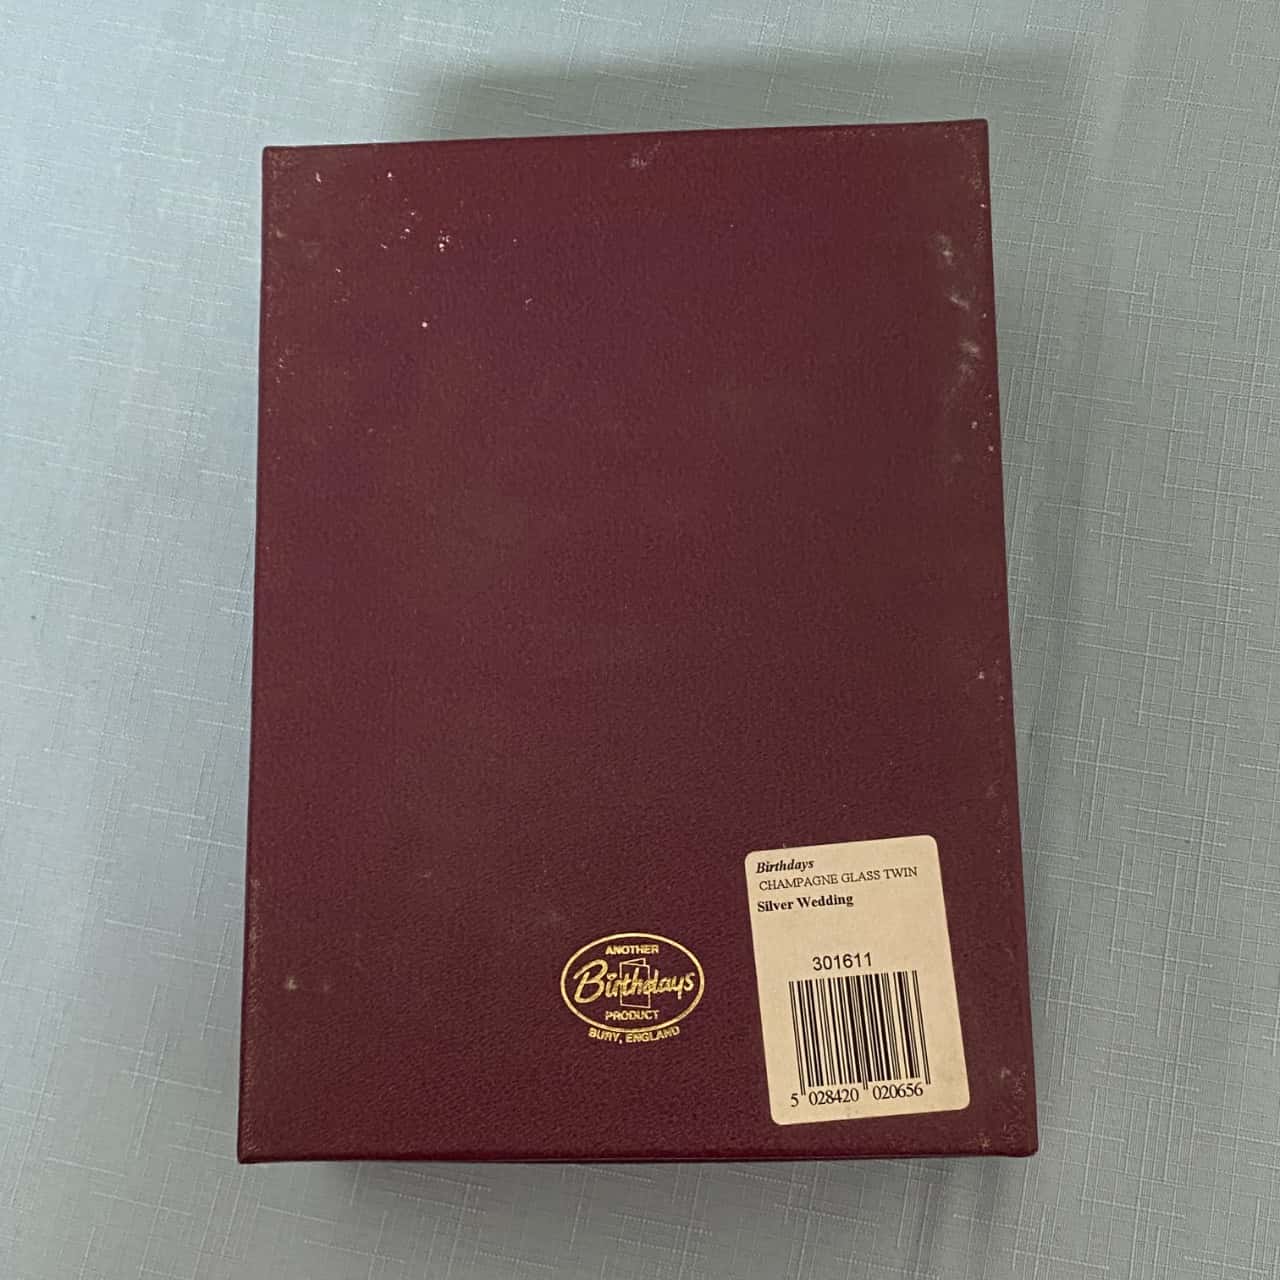 Birthdays
CHAMPAGNE GLASS TWIN
Silver Wedding
301611
5 028420 020656
ANOTHER
Birthdays
PRODUCT
BURY, ENGLAND